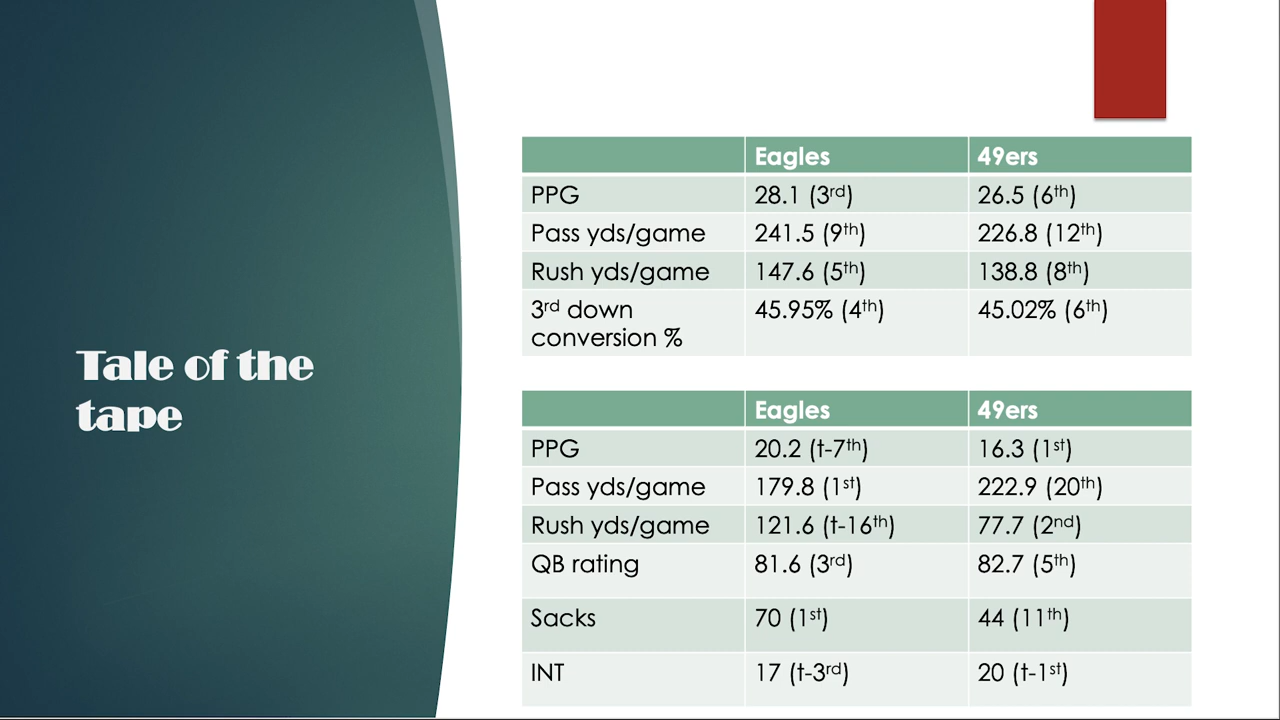 Tale of the
tape
Eagles 49ers
PPG 28.1 (3rd) 26.5 (6th)
Pass yds/game 241.5 (9th) 226.8 (12th)
Rush yds/game 147.6 (5th) 138.8 (8th)
3rd down 45.95% (4th) 45.02% (6th)
conversion %
Eagles 49ers
PPG 20.2 (t-7th) 16.3 (1st)
Pass yds/game 179.8 (1st) 222.9 (20th)
Rush yds/game 121.6 (t-16th) 77.7 (2nd)
QB rating 81.6 (3rd) 82.7 (5th)
Sacks 70 (1st) 44 (11th)
INT 17 (t-3rd) 20 (t-1st)